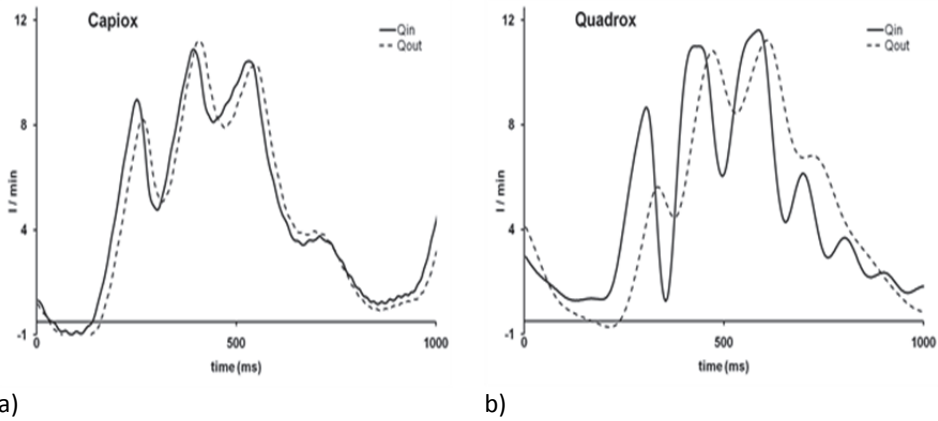 Capiox
Qin
Qout
12
8
4
-1
l / min
0
500
1000
time (ms)
a)
Quadrox
Qin
Qout
12
8
4
-1
l / min
0
500
1000
time (ms)
b)